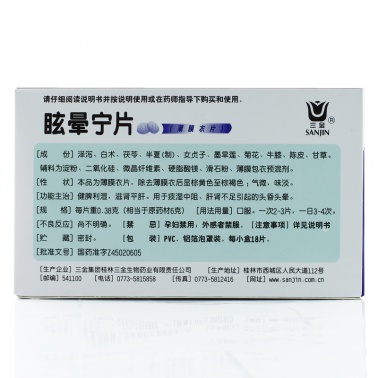 请仔细阅读说明书并按说明使用或在药师指导下购买和使用。
眩晕宁片
(薄膜衣片)
三金
SANJIN
R
[成 份] 泽泻、白术、茯苓、半夏(制)、女贞子、墨旱莲、菊花、牛膝、陈皮、甘草。
辅料为淀粉、二氧化硅、微晶纤维素、硬脂酸镁、滑石粉、薄膜包衣预混剂。
[性 状] 本品为薄膜衣片,除去薄膜衣后显棕黄色至棕褐色;气微,味淡。
[功能主治] 健脾利湿,滋肾平肝。用于痰湿中阻、肝肾不足引起的头昏头晕。
[规 格] 每片重0.38克(相当于原药材6克) [用法用量] 口服。一次2-3片、一日3-4次。
[不良反应] 尚不明确。 [禁 忌] 孕妇禁用,外感者禁服。[注意事项] 详见说明书
[贮 藏] 密封。 [包 装] PVC、铝箔泡罩装,每小盒18片。
[批准文号] 国药准字Z45020605
[生产企业] 三金集团桂林三金生物药业有限责任公司 [生产地址] 桂林市西城区人民大道112号
[邮编] 541100 [电话] 0773-5815858 [传真] 0773-5812416 [网址] www.sanjin.com.cn